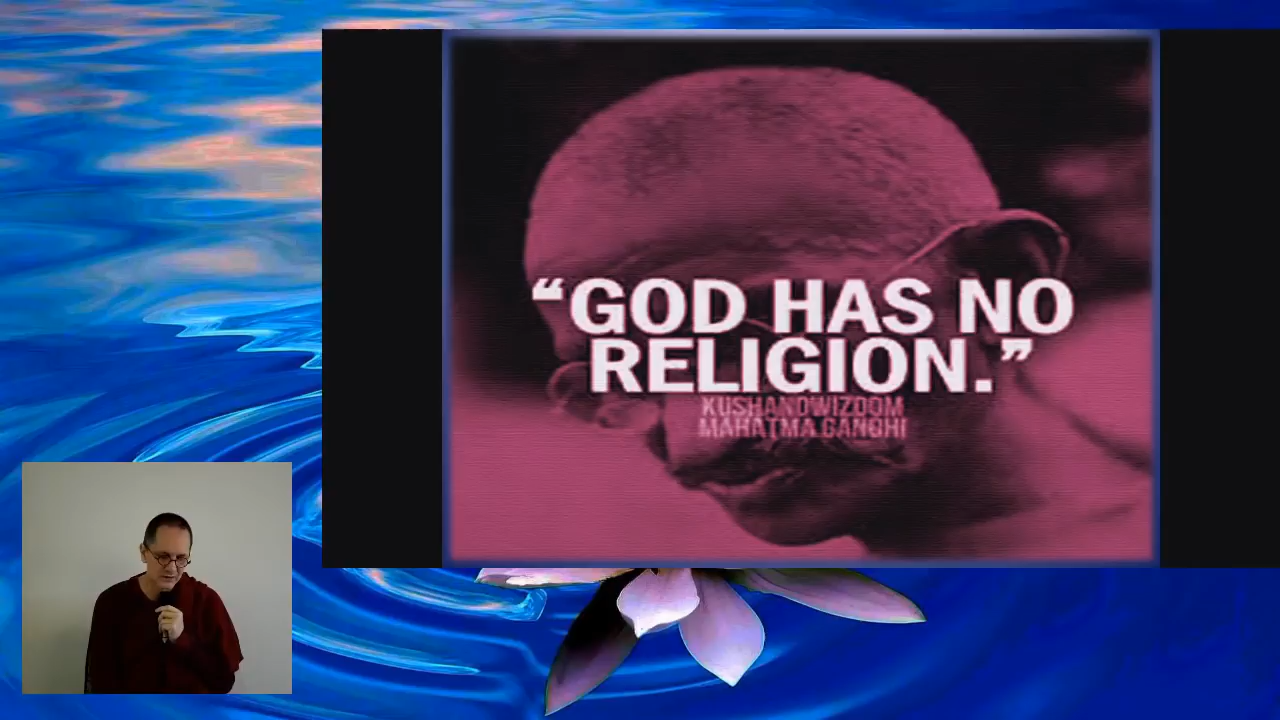 “GOD HAS NO
RELIGION.”
KUSHANDWIZDOM
MAHATMA GANDHI